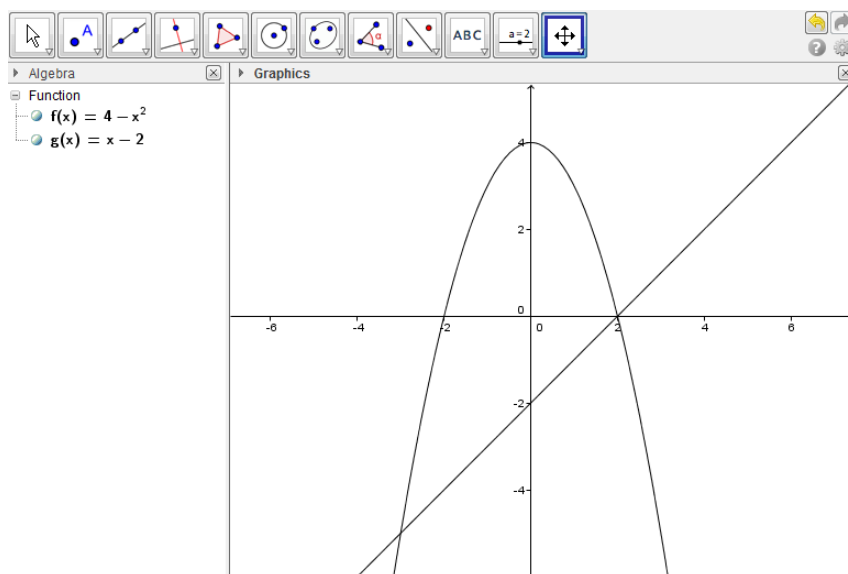 A
α
ABC
a = 2
Algebra
Graphics
Function
f(x) = 4 – x²
g(x) = x – 2
4
2
0
-6
-4
-2
0
2
4
6
-2
-4